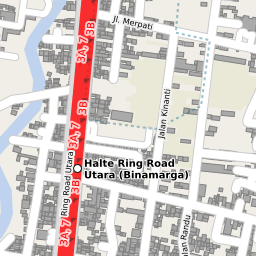 Jl. Merpati
3A, 7
3B
Jalan Kinanti
3A, 7
3B
Halte Ring Road
Utara (Binamarga)
Ring Road Utara
3B
3A, 7
Jalan Randu